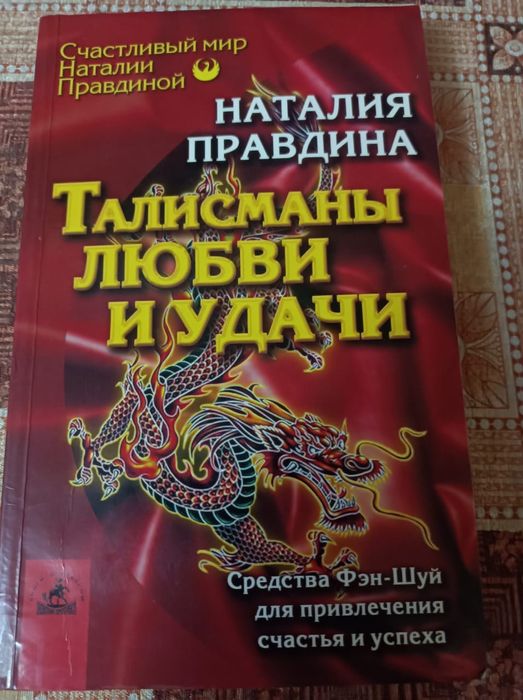 Счастливый мир
Наталии
Правдиной
НАТАЛИЯ
ПРАВДИНА
ТАЛИСМАНЫ
ЛЮБВИ
И УДАЧИ
Средства Фэн-Шуй
для привлечения
счастья и успеха